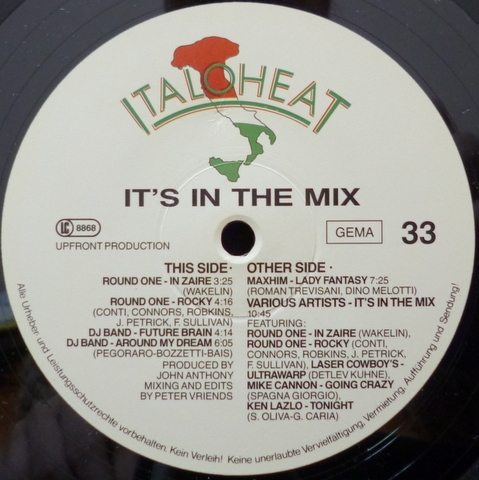 ITALOHEAT
IT'S IN THE MIX
LC 8868
UPFRONT PRODUCTION
GEMA
33
THIS SIDE·
ROUND ONE - IN ZAIRE 3:25
(WAKELIN)
ROUND ONE - ROCKY 4:16
(CONTI, CONNORS, ROBKINS,
J. PETRICK, F. SULLIVAN)
DJ BAND - FUTURE BRAIN 4:14
DJ BAND - AROUND MY DREAM 6:05
(PEGORARO-BOZZETTI-BAIS)
PRODUCED BY
JOHN ANTHONY
MIXING AND EDITS
BY PETER VRIENDS
OTHER SIDE·
MAXHIM - LADY FANTASY 7:25
(ROMAN TREVISANI, DINO MELOTTI)
VARIOUS ARTISTS - IT'S IN THE MIX
10:45
FEATURING:
ROUND ONE - IN ZAIRE (WAKELIN),
ROUND ONE - ROCKY (CONTI,
CONNORS, ROBKINS, J. PETRICK,
F. SULLIVAN), LASER COWBOY'S -
ULTRAWARP (DETLEV KUHNE),
MIKE CANNON - GOING CRAZY
(SPAGNA GIORGIO),
KEN LAZLO - TONIGHT
(S. OLIVA-G. CARIA)
Alle Urheber und Leistungsschutzrechte vorbehalten. Kein Verleih! Keine unerlaubte Vervielfältigung, Vermietung, Aufführung und Sendung!